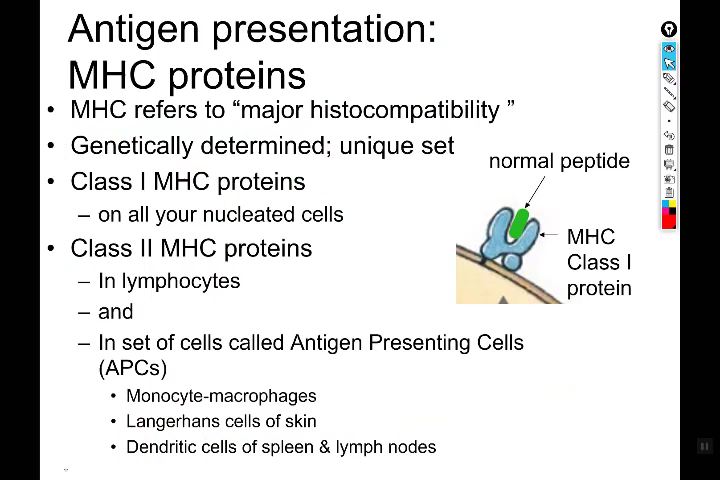 Antigen presentation:
MHC proteins
• MHC refers to “major histocompatibility ”
• Genetically determined; unique set
• Class I MHC proteins
– on all your nucleated cells
• Class II MHC proteins
– In lymphocytes
– and
– In set of cells called Antigen Presenting Cells
(APCs)
• Monocyte-macrophages
• Langerhans cells of skin
• Dendritic cells of spleen & lymph nodes
normal peptide
MHC
Class I
protein